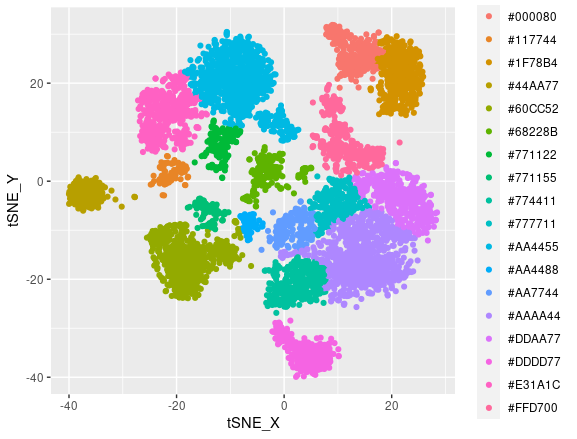 tSNE_Y
20
0
-20
-40
-40
-20
0
20
tSNE_X
#000080
#117744
#1F78B4
#44AA77
#60CC52
#68228B
#771122
#771155
#774411
#777711
#AA4455
#AA4488
#AA7744
#AAAA44
#DDAA77
#DDDD77
#E31A1C
#FFD700